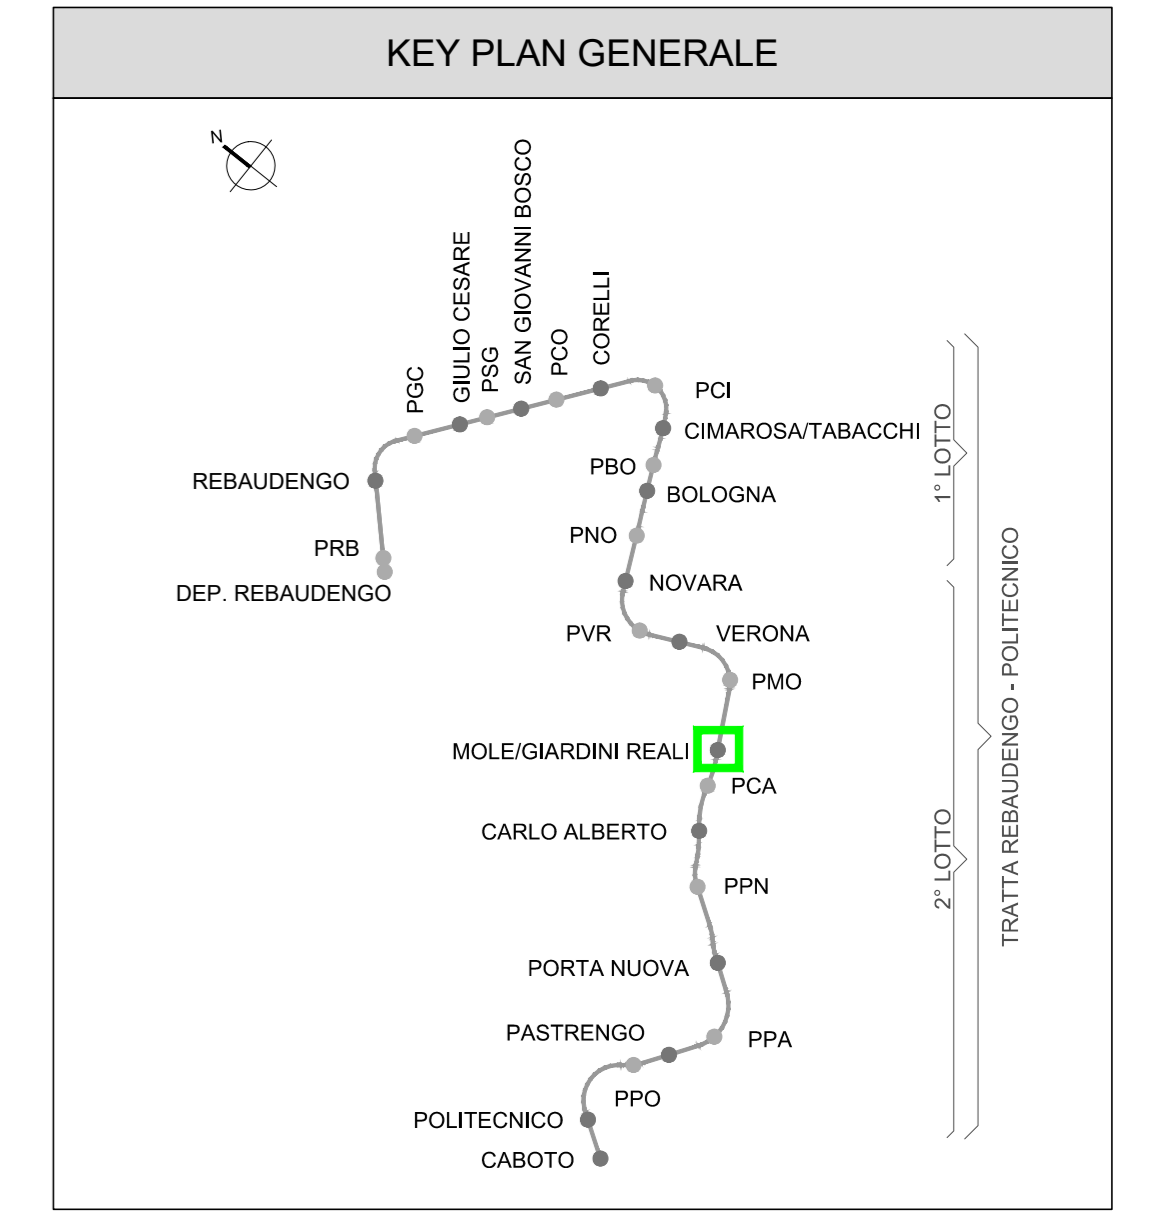 KEY PLAN GENERALE
N
PGC
GIULIO CESARE
PSG
SAN GIOVANNI BOSCO
PCO
CORELLI
PCI
CIMAROSA/TABACCHI
REBAUDENGO
PBO
BOLOGNA
PRB
PNO
DEP. REBAUDENGO
NOVARA
PVR
VERONA
PMO
MOLE/GIARDINI REALI
PCA
CARLO ALBERTO
PPN
PORTA NUOVA
PASTRENGO
PPA
PPO
POLITECNICO
CABOTO
1° LOTTO
2° LOTTO
TRATTA REBAUDENGO - POLITECNICO